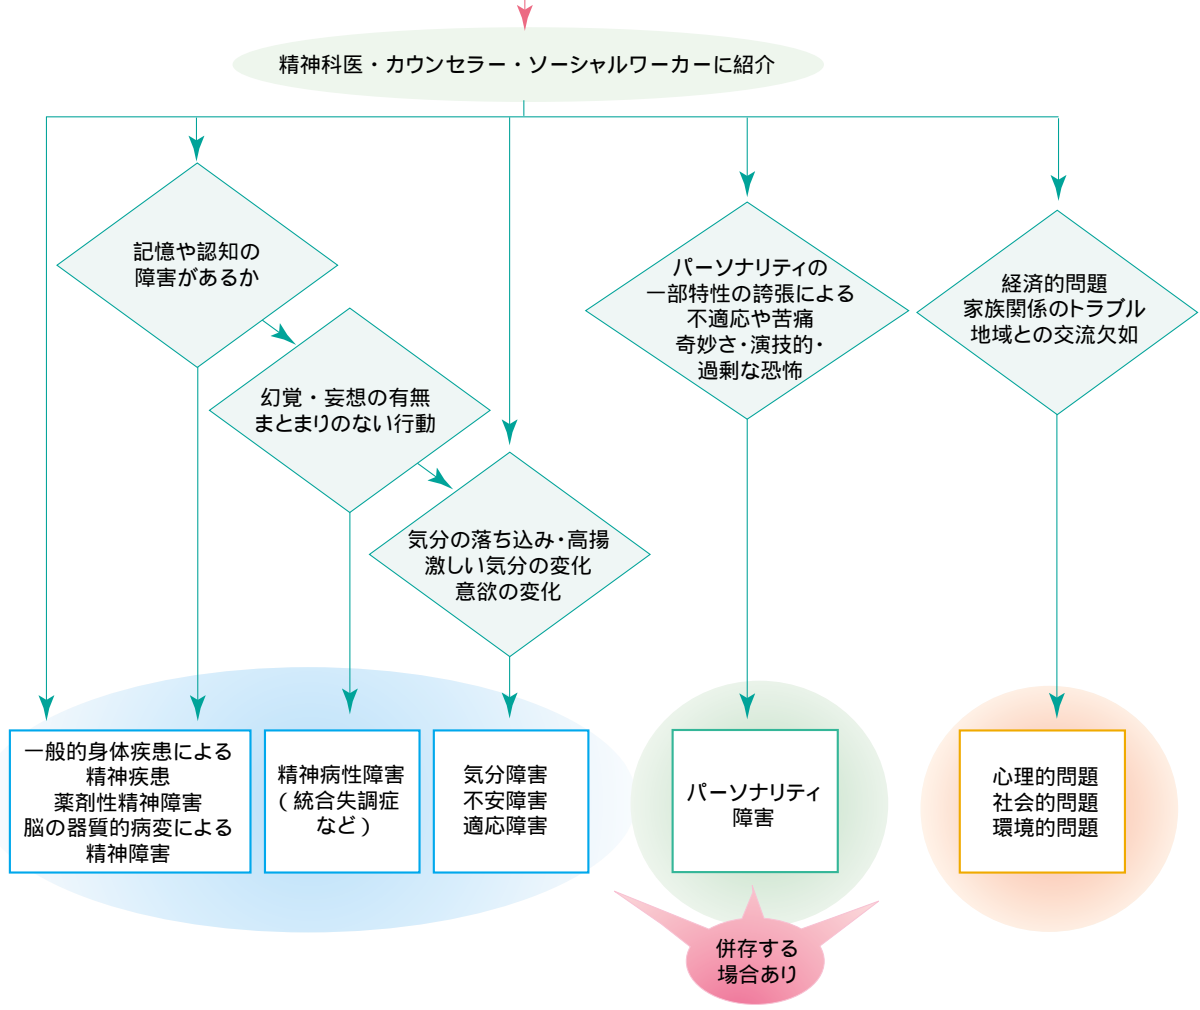 精神科医・カウンセラー・ソーシャルワーカーに紹介
記憶や認知の
障害があるか
幻覚・妄想の有無
まとまりのない行動
気分の落ち込み・高揚
激しい気分の変化
意欲の変化
パーソナリティの
一部特性の誇張による
不適応や苦痛
奇妙さ・演技的・
過剰な恐怖
経済的問題
家族関係のトラブル
地域との交流欠如
一般的身体疾患による
精神疾患
薬剤性精神障害
脳の器質的病変による
精神障害
精神病性障害
(統合失調症
など)
気分障害
不安障害
適応障害
パーソナリティ
障害
心理的問題
社会的問題
環境的問題
併存する
場合あり